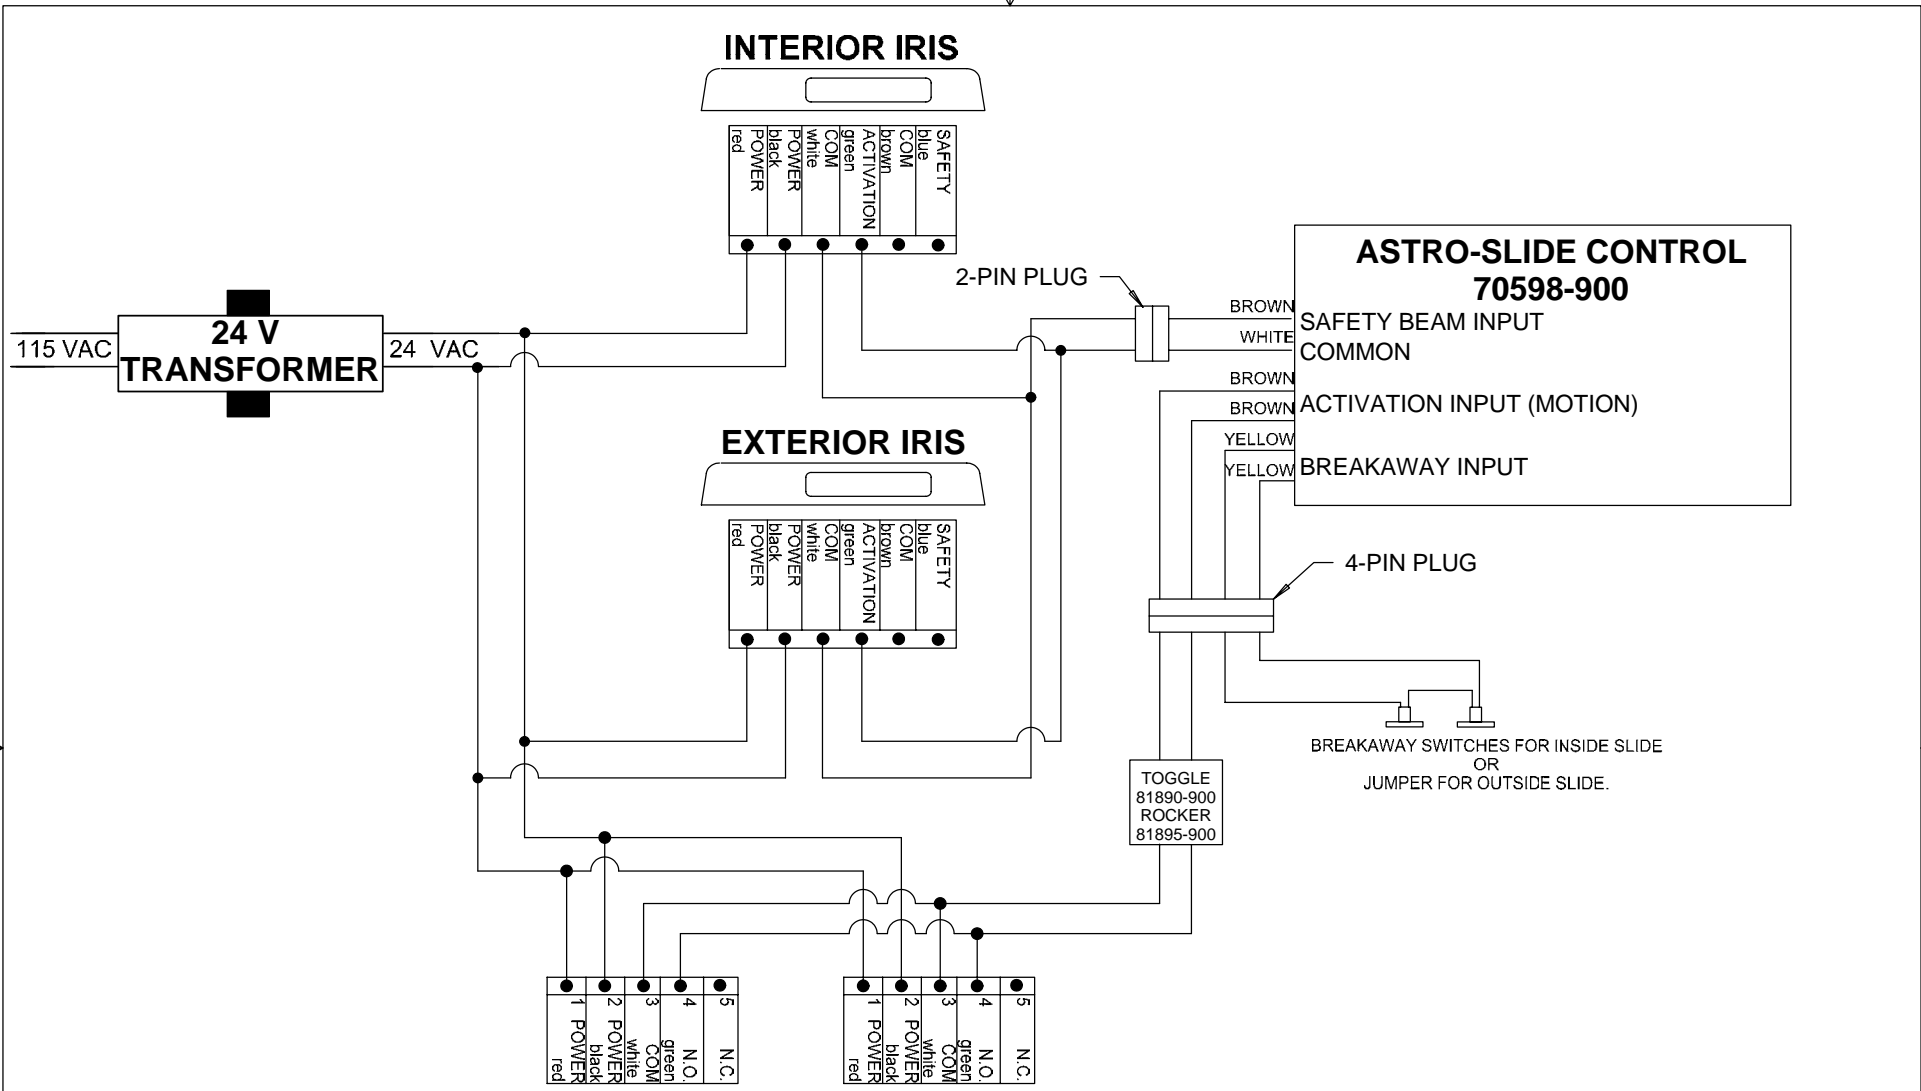 INTERIOR IRIS
red
POWER
black
POWER
white
COM
green
ACTIVATION
brown
COM
blue
SAFETY
2-PIN PLUG
ASTRO-SLIDE CONTROL
70598-900
BROWN
SAFETY BEAM INPUT
WHITE
COMMON
BROWN
ACTIVATION INPUT (MOTION)
BROWN
YELLOW
YELLOW
BREAKAWAY INPUT
115 VAC
24 V
TRANSFORMER
24 VAC
EXTERIOR IRIS
red
POWER
black
POWER
white
COM
green
ACTIVATION
brown
COM
blue
SAFETY
4-PIN PLUG
BREAKAWAY SWITCHES FOR INSIDE SLIDE
OR
JUMPER FOR OUTSIDE SLIDE.
TOGGLE
81890-900
ROCKER
81895-900
1 POWER
red
2 POWER
black
3 COM
white
4 N.O.
green
5 N.C.
1 POWER
red
2 POWER
black
3 COM
white
4 N.O.
green
5 N.C.